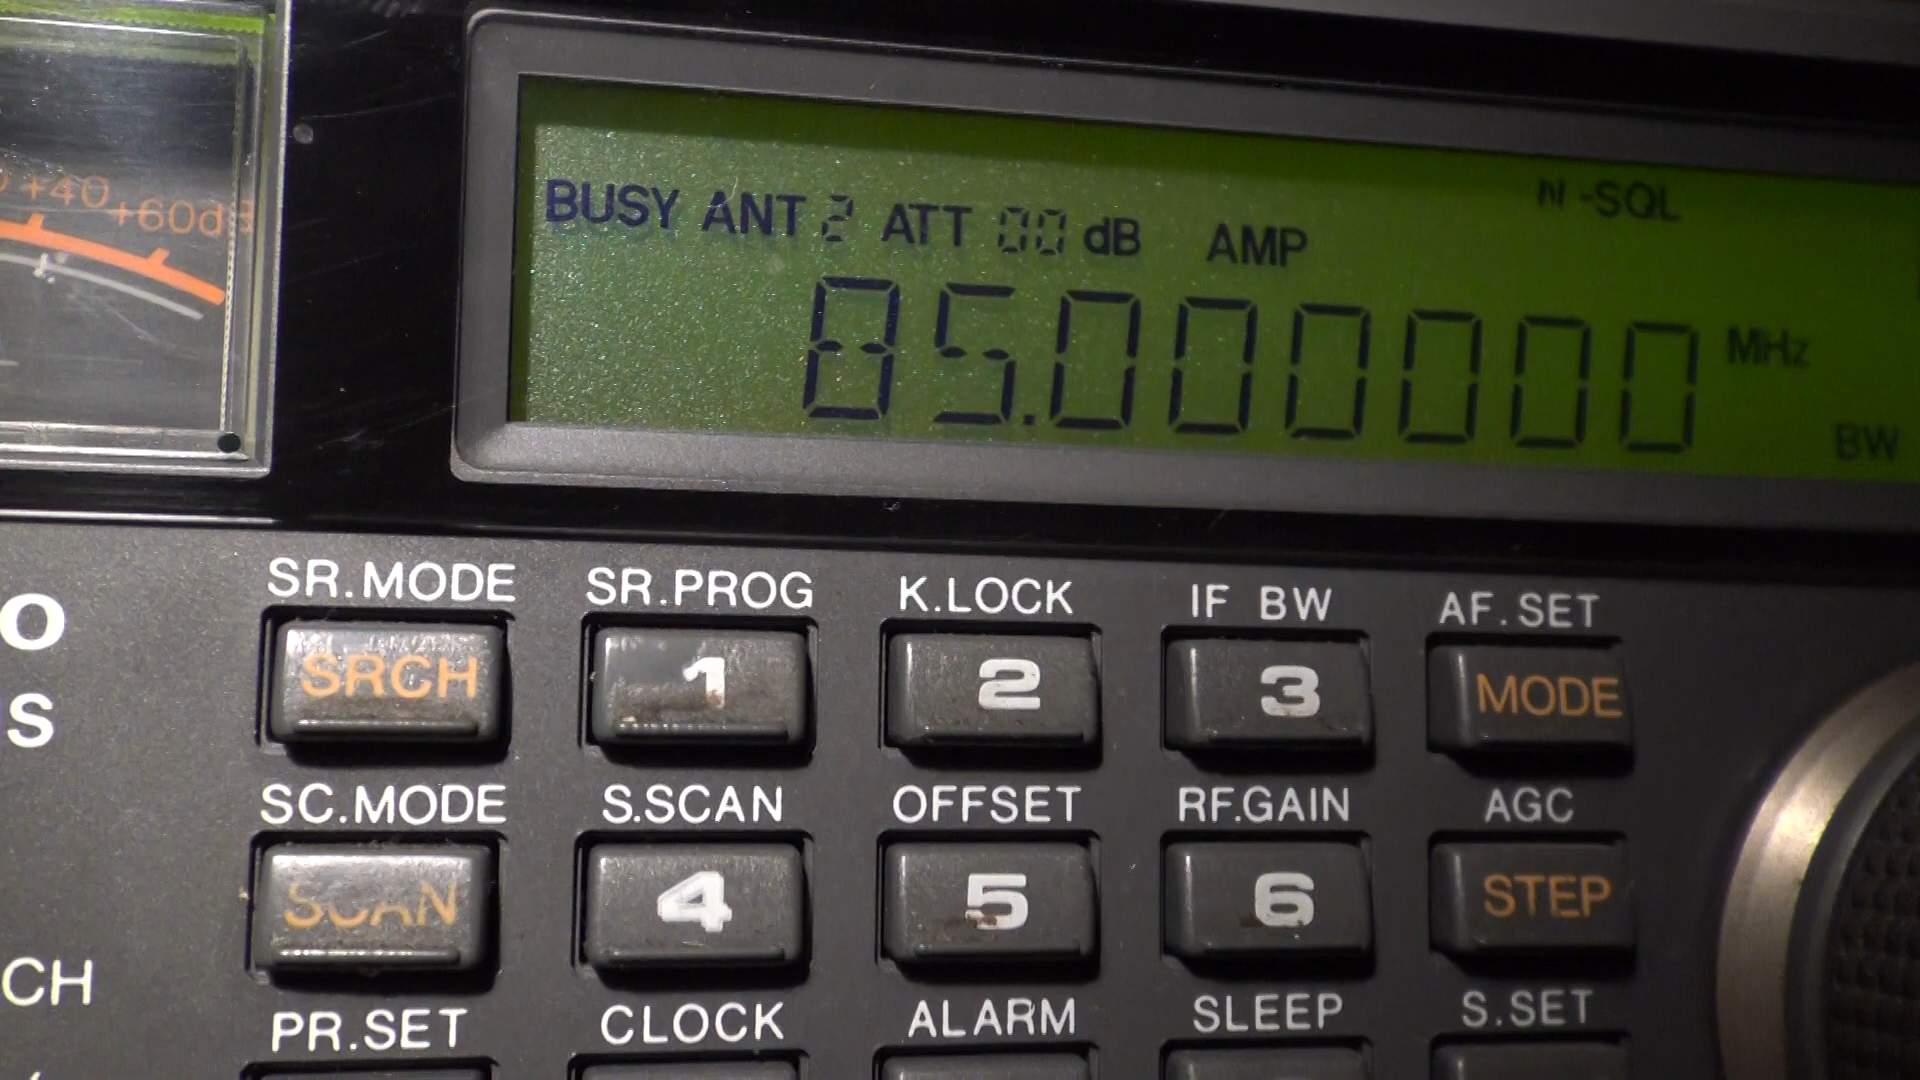 +40 +60dB
N-SQL
BUSY ANT 2 ATT 00 dB AMP
85.000000 MHz
BW
O
SR.MODE SR.PROG K.LOCK IF BW AF.SET
SRCH 1 2 3 MODE
S
SC.MODE S.SCAN OFFSET RF.GAIN AGC
SCAN 4 5 6 STEP
CH
PR.SET CLOCK ALARM SLEEP S.SET